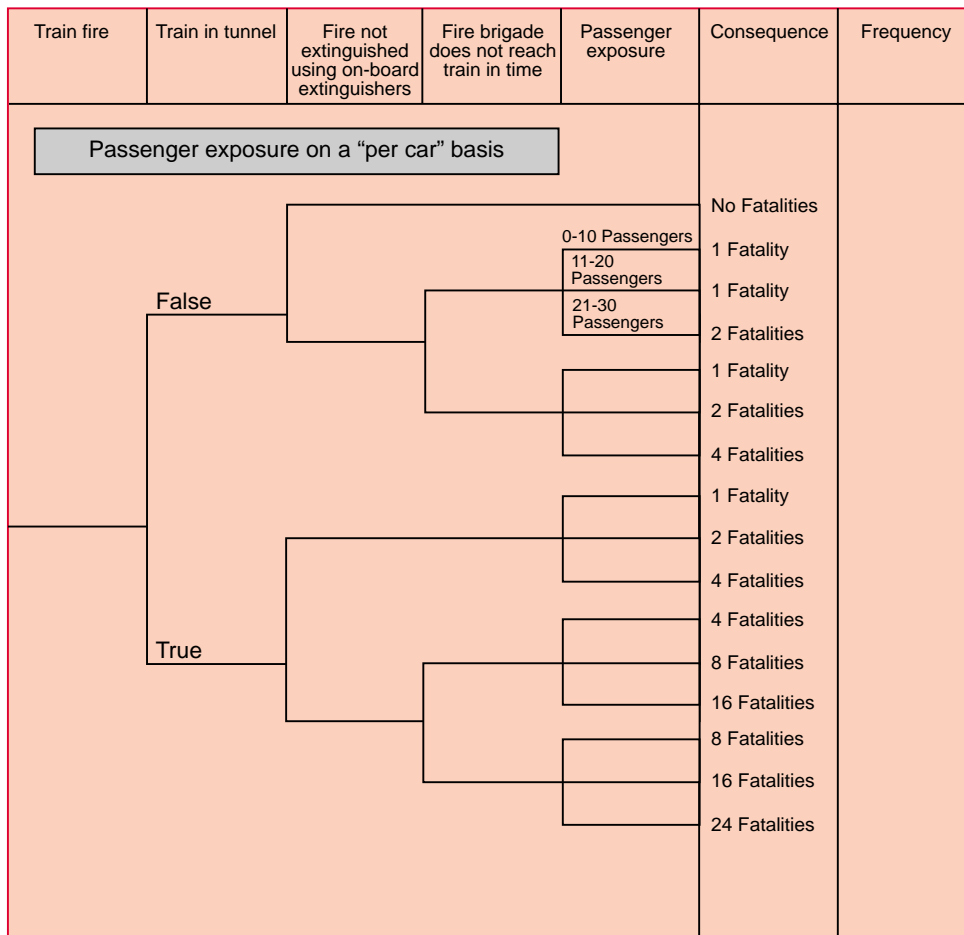 Train fire
Train in tunnel
Fire not
extinguished
using on-board
extinguishers
Fire brigade
does not reach
train in time
Passenger
exposure
Consequence
Frequency
Passenger exposure on a “per car” basis
No Fatalities
0-10 Passengers
1 Fatality
11-20
Passengers
False
1 Fatality
21-30
Passengers
2 Fatalities
1 Fatality
2 Fatalities
4 Fatalities
1 Fatality
2 Fatalities
4 Fatalities
4 Fatalities
True
8 Fatalities
16 Fatalities
8 Fatalities
16 Fatalities
24 Fatalities